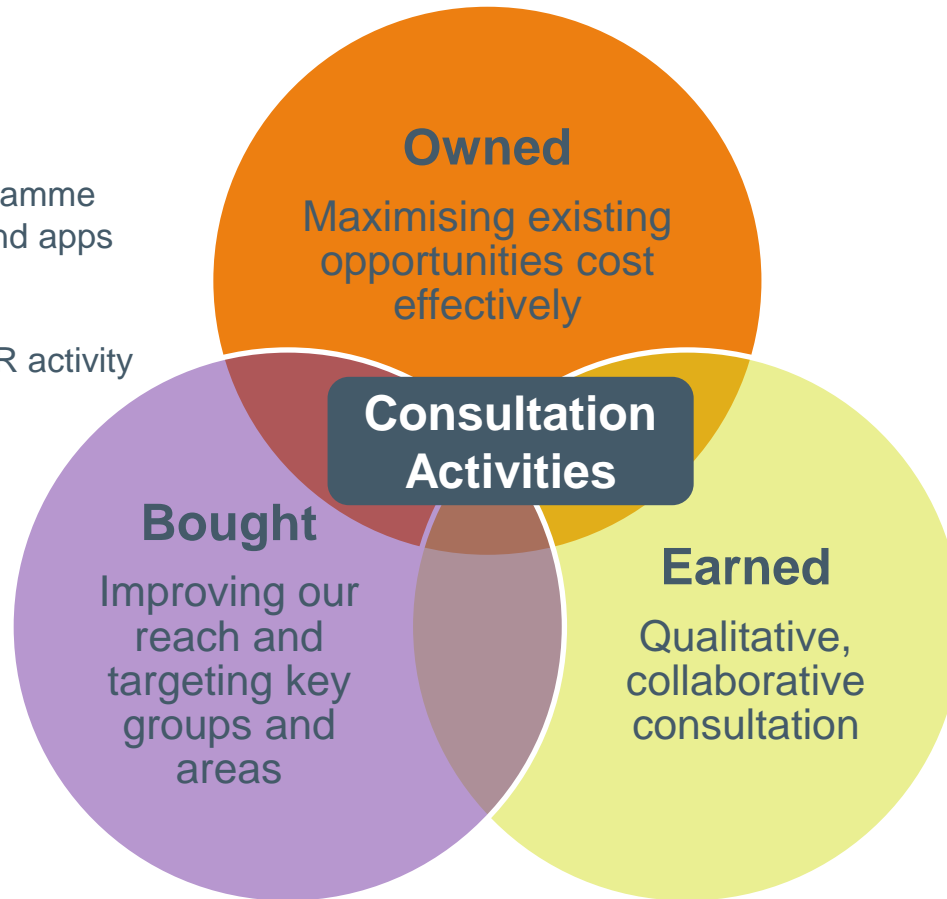 Owned
Maximising existing
opportunities cost
effectively
amme
nd apps
R activity
Consultation
Activities
Bought
Improving our
reach and
targeting key
groups and
areas
Earned
Qualitative,
collaborative
consultation